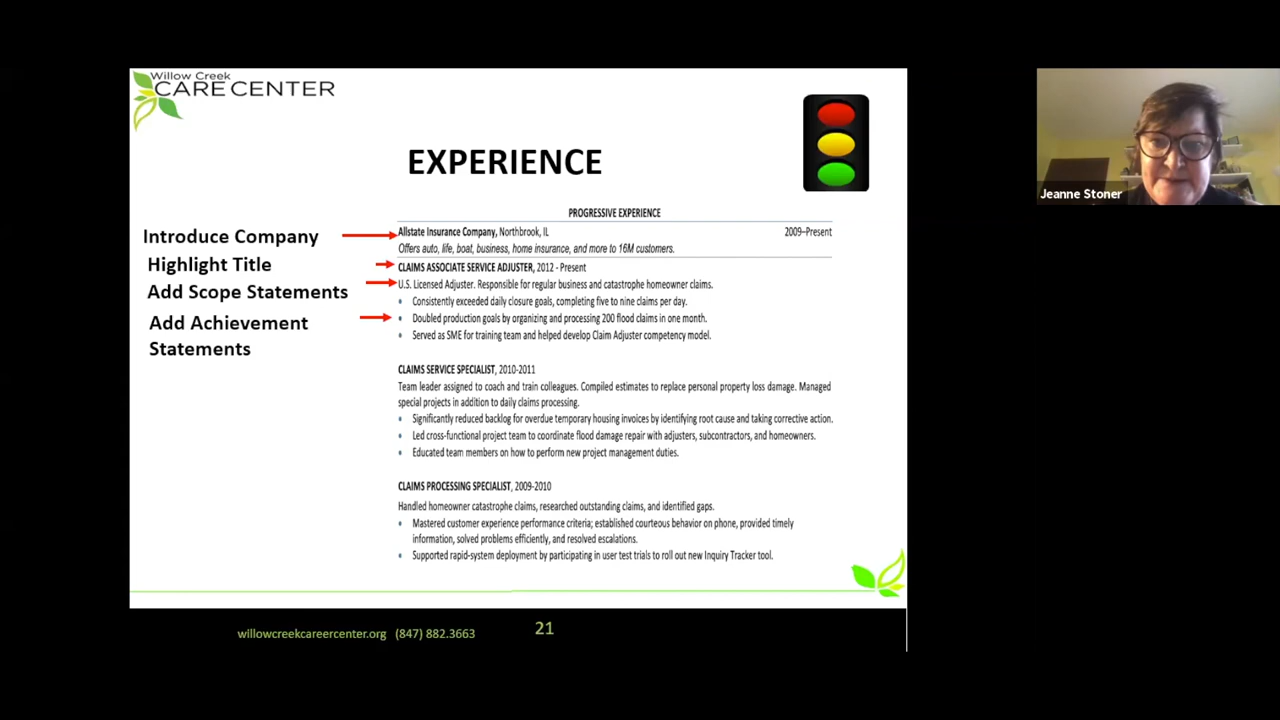 Willow Creek
CARE CENTER
EXPERIENCE
Introduce Company
Highlight Title
Add Scope Statements
Add Achievement
Statements
PROGRESSIVE EXPERIENCE
Allstate Insurance Company, Northbrook, IL 2009–Present
Offers auto, life, boat, business, home insurance, and more to 16M customers.
CLAIMS ASSOCIATE SERVICE ADJUSTER, 2012 - Present
U.S. Licensed Adjuster. Responsible for regular business and catastrophe homeowner claims.
• Consistently exceeded daily closure goals, completing five to nine claims per day.
• Doubled production goals by organizing and processing 200 flood claims in one month.
• Served as SME for training team and helped develop Claim Adjuster competency model.
CLAIMS SERVICE SPECIALIST, 2010-2011
Team leader assigned to coach and train colleagues. Compiled estimates to replace personal property loss damage. Managed
special projects in addition to daily claims processing.
• Significantly reduced backlog for overdue temporary housing invoices by identifying root cause and taking corrective action.
• Led cross-functional project team to coordinate flood damage repair with adjusters, subcontractors, and homeowners.
• Educated team members on how to perform new project management duties.
CLAIMS PROCESSING SPECIALIST, 2009-2010
Handled homeowner catastrophe claims, researched outstanding claims, and identified gaps.
• Mastered customer experience performance criteria; established courteous behavior on phone, provided timely
information, solved problems efficiently, and resolved escalations.
• Supported rapid-system deployment by participating in user test trials to roll out new Inquiry Tracker tool.
willowcreekcareercenter.org (847) 882.3663
21
Jeanne Stoner